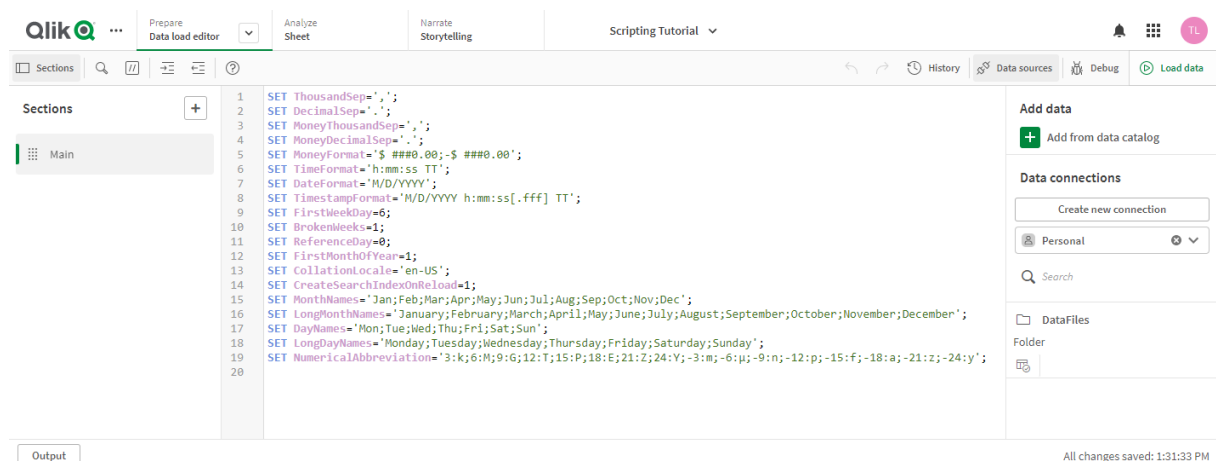 Qlik
Prepare
Data load editor
Analyze
Sheet
Narrate
Storytelling
Scripting Tutorial
TL
Sections
//
History
Data sources
Debug
Load data
Sections
Main
1 SET ThousandSep=',';
2 SET DecimalSep='.';
3 SET MoneyThousandSep=',';
4 SET MoneyDecimalSep='.';
5 SET MoneyFormat='$ ###0.00;-$ ###0.00';
6 SET TimeFormat='h:mm:ss TT';
7 SET DateFormat='M/D/YYYY';
8 SET TimestampFormat='M/D/YYYY h:mm:ss[.fff] TT';
9 SET FirstWeekDay=6;
10 SET BrokenWeeks=1;
11 SET ReferenceDay=0;
12 SET FirstMonthOfYear=1;
13 SET CollationLocale='en-US';
14 SET CreateSearchIndexOnReload=1;
15 SET MonthNames='Jan;Feb;Mar;Apr;May;Jun;Jul;Aug;Sep;Oct;Nov;Dec';
16 SET LongMonthNames='January;February;March;April;May;June;July;August;September;October;November;December';
17 SET DayNames='Mon;Tue;Wed;Thu;Fri;Sat;Sun';
18 SET LongDayNames='Monday;Tuesday;Wednesday;Thursday;Friday;Saturday;Sunday';
19 SET NumericalAbbreviation='3:k;6:M;9:G;12:T;15:P;18:E;21:Z;24:Y;-3:m;-6:μ;-9:n;-12:p;-15:f;-18:a;-21:z;-24:y';
20
Add data
Add from data catalog
Data connections
Create new connection
Personal
Search
DataFiles
Folder
Output
All changes saved: 1:31:33 PM